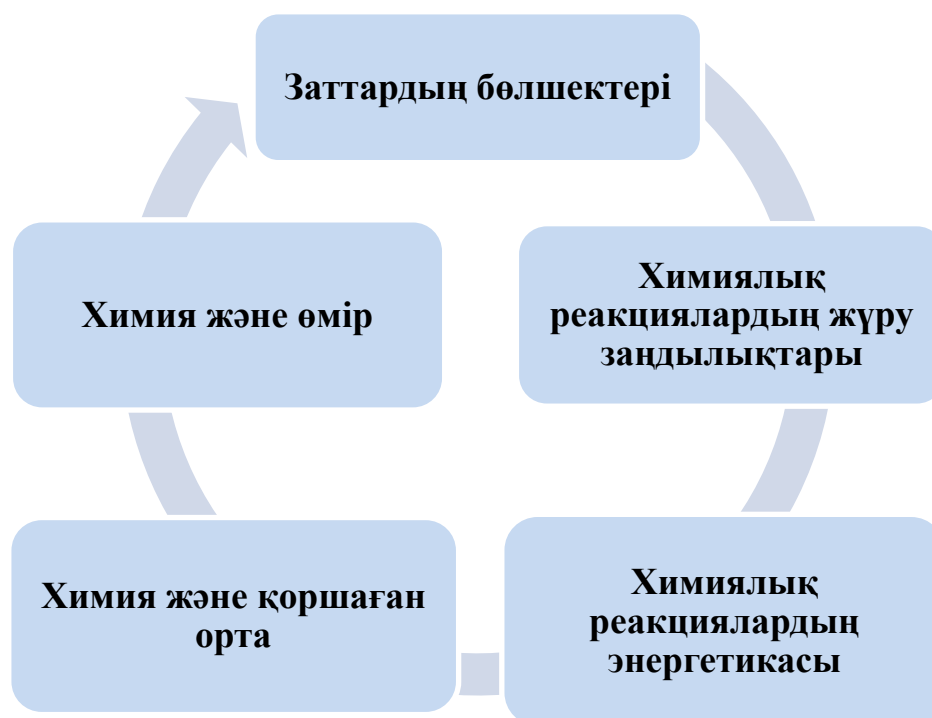 Заттардың бөлшектері
Химиялық
реакциялардың жүру
заңдылықтары
Химиялық
реакциялардың
энергетикасы
Химия және қоршаған
орта
Химия және өмір